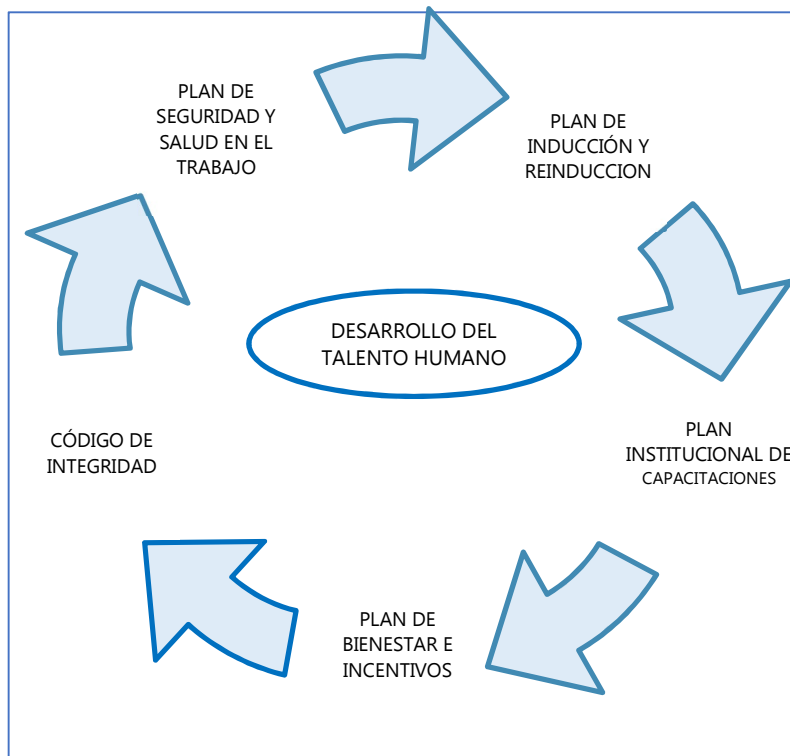 PLAN DE
SEGURIDAD Y
SALUD EN EL
TRABAJO
PLAN DE
INDUCCIÓN Y
REINDUCCION
DESARROLLO DEL
TALENTO HUMANO
PLAN
INSTITUCIONAL DE
CAPACITACIONES
PLAN DE
BIENESTAR E
INCENTIVOS
CÓDIGO DE
INTEGRIDAD